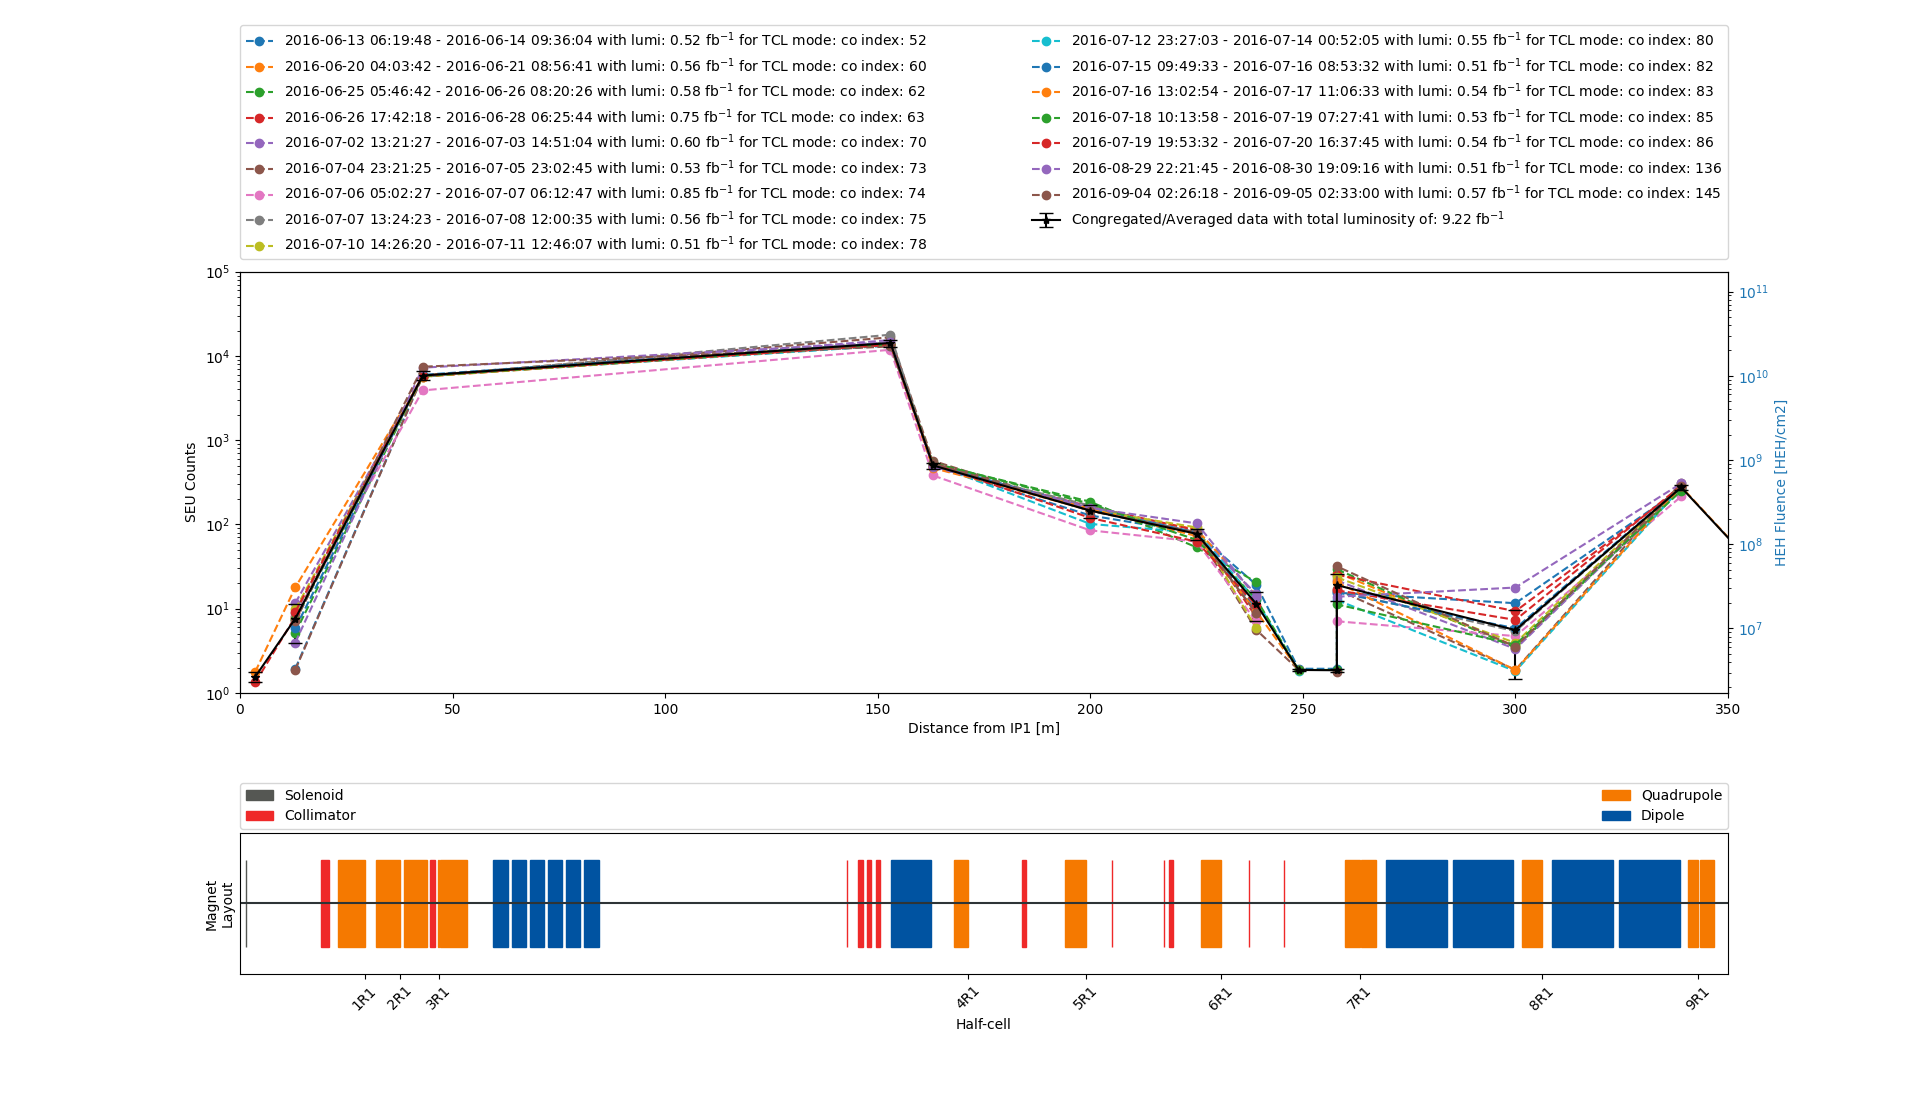 2016-06-13 06:19:48 - 2016-06-14 09:36:04 with lumi: 0.52 fb⁻¹ for TCL mode: co index: 52
2016-06-20 04:03:42 - 2016-06-21 08:56:41 with lumi: 0.56 fb⁻¹ for TCL mode: co index: 60
2016-06-25 05:46:42 - 2016-06-26 08:20:26 with lumi: 0.58 fb⁻¹ for TCL mode: co index: 62
2016-06-26 17:42:18 - 2016-06-28 06:25:44 with lumi: 0.75 fb⁻¹ for TCL mode: co index: 63
2016-07-02 13:21:27 - 2016-07-03 14:51:04 with lumi: 0.60 fb⁻¹ for TCL mode: co index: 70
2016-07-04 23:21:25 - 2016-07-05 23:02:45 with lumi: 0.53 fb⁻¹ for TCL mode: co index: 73
2016-07-06 05:02:27 - 2016-07-07 06:12:47 with lumi: 0.85 fb⁻¹ for TCL mode: co index: 74
2016-07-07 13:24:23 - 2016-07-08 12:00:35 with lumi: 0.56 fb⁻¹ for TCL mode: co index: 75
2016-07-10 14:26:20 - 2016-07-11 12:46:07 with lumi: 0.51 fb⁻¹ for TCL mode: co index: 78
2016-07-12 23:27:03 - 2016-07-14 00:52:05 with lumi: 0.55 fb⁻¹ for TCL mode: co index: 80
2016-07-15 09:49:33 - 2016-07-16 08:53:32 with lumi: 0.51 fb⁻¹ for TCL mode: co index: 82
2016-07-16 13:02:54 - 2016-07-17 11:06:33 with lumi: 0.54 fb⁻¹ for TCL mode: co index: 83
2016-07-18 10:13:58 - 2016-07-19 07:27:41 with lumi: 0.53 fb⁻¹ for TCL mode: co index: 85
2016-07-19 19:53:32 - 2016-07-20 16:37:45 with lumi: 0.54 fb⁻¹ for TCL mode: co index: 86
2016-08-29 22:21:45 - 2016-08-30 19:09:16 with lumi: 0.51 fb⁻¹ for TCL mode: co index: 136
2016-09-04 02:26:18 - 2016-09-05 02:33:00 with lumi: 0.57 fb⁻¹ for TCL mode: co index: 145
Congregated/Averaged data with total luminosity of: 9.22 fb⁻¹
SEU Counts
10⁵
10⁴
10³
10²
10¹
10⁰
10¹¹
10¹⁰
10⁹
10⁸
10⁷
HEH Fluence [HEH/cm2]
0 50 100 150 200 250 300 350
Distance from IP1 [m]
Solenoid
Collimator
Quadrupole
Dipole
Magnet
Layout
1R1 2R1 3R1 4R1 5R1 6R1 7R1 8R1 9R1
Half-cell